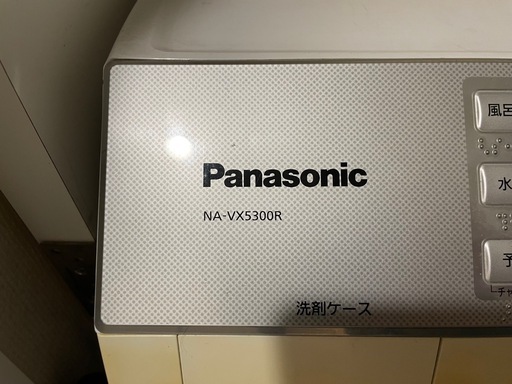 Panasonic
NA-VX5300R
洗剤ケース
風呂
水
予